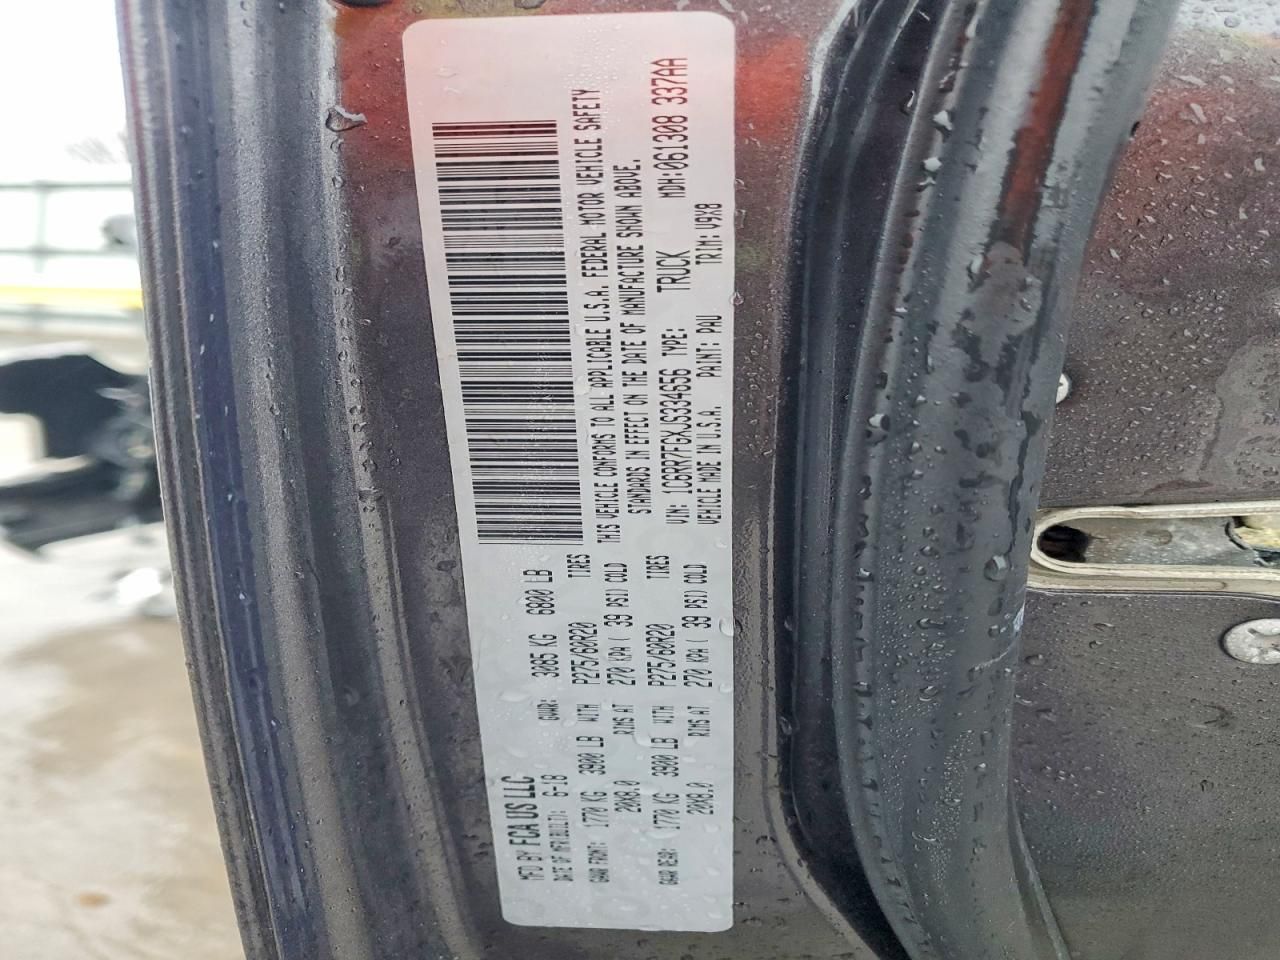 MFD BY FCA US LLC
DATE OF MFR(BUILT): 6-18 GVWR: 3085 KG 6800 LB
GAWR FRONT: 1770 KG 3900 LB WITH P275/60R20 TIRES
20X8.0 RIMS AT 270 KPA ( 39 PSI) COLD
GAWR REAR: 1770 KG 3900 LB WITH P275/60R20 TIRES
20X8.0 RIMS AT 270 KPA ( 39 PSI) COLD
THIS VEHICLE CONFORMS TO ALL APPLICABLE U.S.A. FEDERAL MOTOR VEHICLE SAFETY
STANDARDS IN EFFECT ON THE DATE OF MANUFACTURE SHOWN ABOVE.
VIN: 1C6RR7FGXJS334656 TYPE: TRUCK MDH:061308 337AA
VEHICLE MADE IN U.S.A. PAINT: PAU TRIM: V9X8